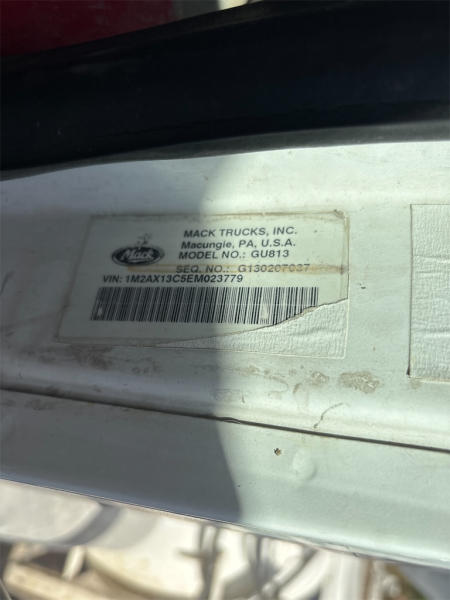 MACK TRUCKS, INC.
Macungie, PA, U.S.A.
MODEL NO.: GU813
Mack
SEQ. NO.: G130207037
VIN: 1M2AX13C5EM023779